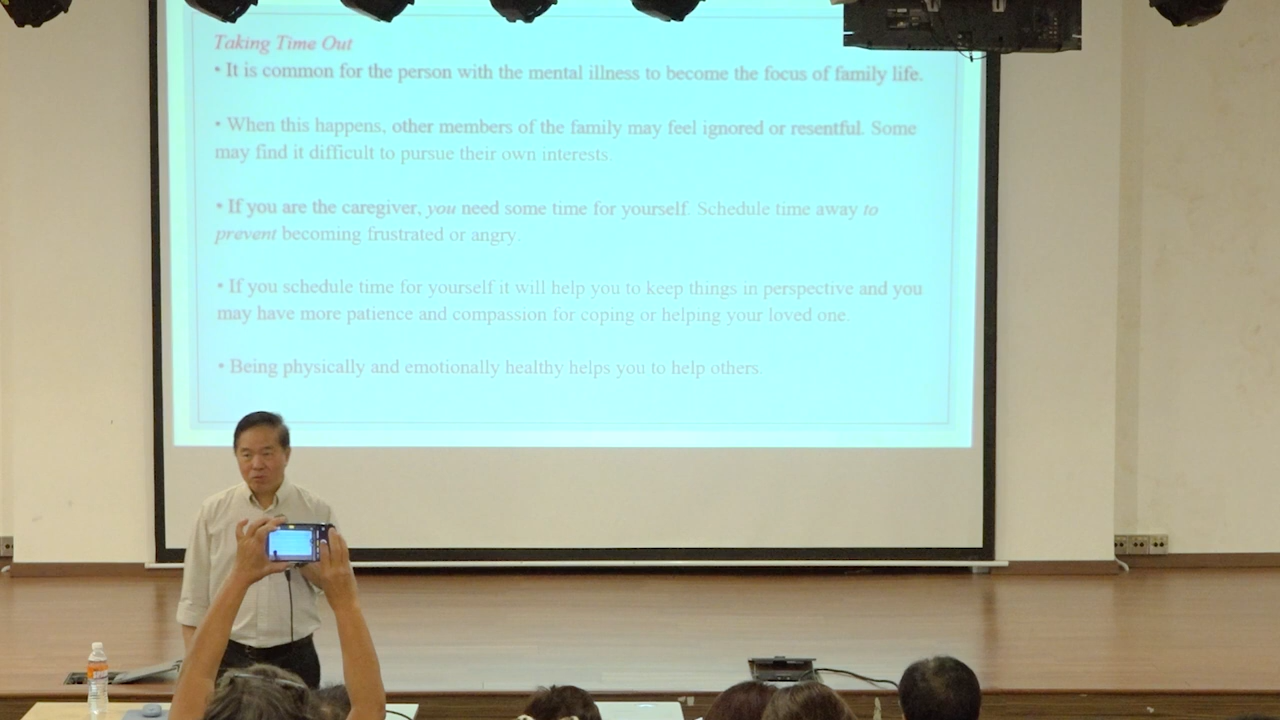 Taking Time Out
• It is common for the person with the mental illness to become the focus of family life.
• When this happens, other members of the family may feel ignored or resentful. Some
may find it difficult to pursue their own interests.
• If you are the caregiver, you need some time for yourself. Schedule time away to
prevent becoming frustrated or angry.
• If you schedule time for yourself it will help you to keep things in perspective and you
may have more patience and compassion for coping or helping your loved one.
• Being physically and emotionally healthy helps you to help others.